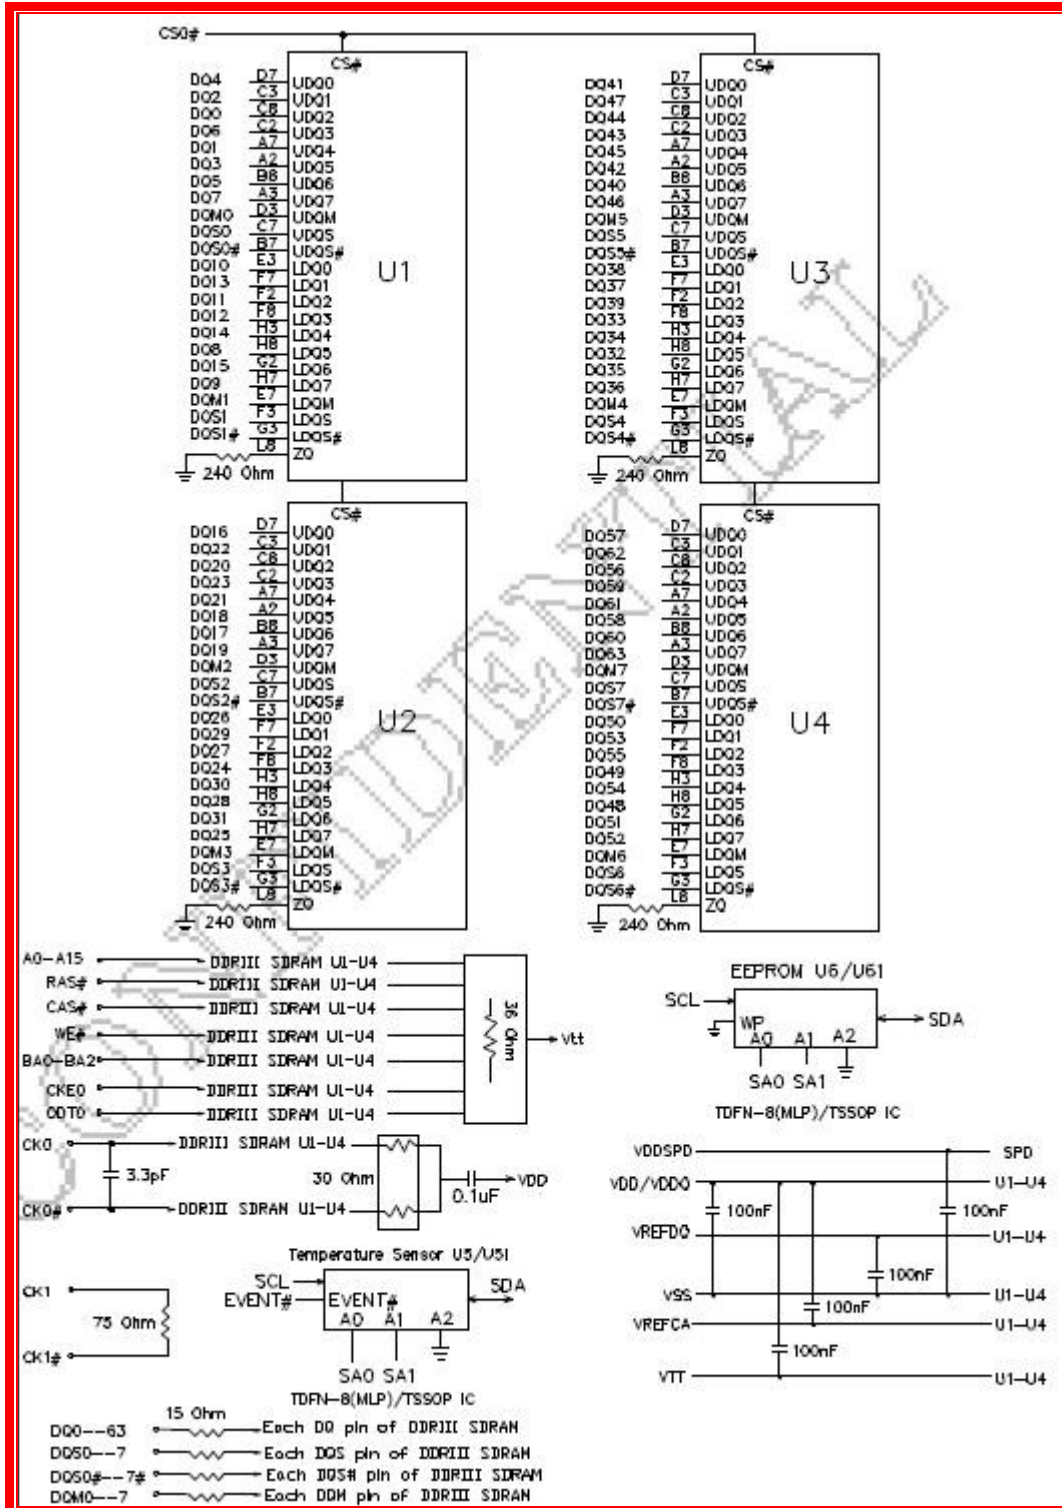 CS0#
CS#
DQ4 D7 UDQ0
DQ2 C3 UDQ1
DQ0 C8 UDQ2
DQ6 C2 UDQ3
DQ1 A7 UDQ4
DQ3 A2 UDQ5
DQ5 B8 UDQ6
DQ7 A3 UDQ7
DQM0 D3 UDQM
DQS0 C7 UDQS
DQS0# B7 UDQS#
DQ10 E3 LDQ0
DQ13 F7 LDQ1
DQ11 F2 LDQ2
DQ12 F8 LDQ3
DQ14 H3 LDQ4
DQ8 H8 LDQ5
DQ15 G2 LDQ6
DQ9 H7 LDQ7
DQM1 E7 LDQM
DQS1 F3 LDQS
DQS1# G3 LDQS#
L8 ZQ
240 Ohm
U1
CS#
DQ41 D7 UDQ0
DQ47 C3 UDQ1
DQ44 C8 UDQ2
DQ43 C2 UDQ3
DQ45 A7 UDQ4
DQ42 A2 UDQ5
DQ40 B8 UDQ6
DQ46 A3 UDQ7
DQM5 D3 UDQM
DQS5 C7 UDQS
DQS5# B7 UDQS#
DQ38 E3 LDQ0
DQ37 F7 LDQ1
DQ39 F2 LDQ2
DQ33 F8 LDQ3
DQ34 H3 LDQ4
DQ32 H8 LDQ5
DQ35 G2 LDQ6
DQ36 H7 LDQ7
DQM4 E7 LDQM
DQS4 F3 LDQS
DQS4# G3 LDQS#
L8 ZQ
240 Ohm
U3
CS#
DQ16 D7 UDQ0
DQ22 C3 UDQ1
DQ20 C8 UDQ2
DQ23 C2 UDQ3
DQ21 A7 UDQ4
DQ18 A2 UDQ5
DQ17 B8 UDQ6
DQ19 A3 UDQ7
DQM2 D3 UDQM
DQS2 C7 UDQS
DQS2# B7 UDQS#
DQ26 E3 LDQ0
DQ29 F7 LDQ1
DQ27 F2 LDQ2
DQ24 F8 LDQ3
DQ30 H3 LDQ4
DQ28 H8 LDQ5
DQ31 G2 LDQ6
DQ25 H7 LDQ7
DQM3 E7 LDQM
DQS3 F3 LDQS
DQS3# G3 LDQS#
L8 ZQ
240 Ohm
U2
CS#
DQ57 D7 UDQ0
DQ62 C3 UDQ1
DQ56 C8 UDQ2
DQ59 C2 UDQ3
DQ61 A7 UDQ4
DQ58 A2 UDQ5
DQ60 B8 UDQ6
DQ63 A3 UDQ7
DQM7 D3 UDQM
DQS7 C7 UDQS
DQS7# B7 UDQS#
DQ50 E3 LDQ0
DQ53 F7 LDQ1
DQ55 F2 LDQ2
DQ49 F8 LDQ3
DQ54 H3 LDQ4
DQ48 H8 LDQ5
DQ51 G2 LDQ6
DQ52 H7 LDQ7
DQM6 E7 LDQM
DQS6 F3 LDQS
DQS6# G3 LDQS#
L8 ZQ
240 Ohm
U4
CONFIDENTIAL
A0-A15 DDRIII SDRAM U1-U4
RAS# DDRIII SDRAM U1-U4
CAS# DDRIII SDRAM U1-U4
WE# DDRIII SDRAM U1-U4
BA0-BA2 DDRIII SDRAM U1-U4
CKE0 DDRIII SDRAM U1-U4
ODT0 DDRIII SDRAM U1-U4
36 Ohm
Vtt
CK0 DDRIII SDRAM U1-U4
3.3pF
30 Ohm
0.1uF
VDD
CK0# DDRIII SDRAN U1-U4
EEPROM U6/U61
SCL
WP
SDA
A0 A1 A2
SA0 SA1
TDFN-8(MLP)/TSSOP IC
Temperature Sensor U5/U51
SCL
SDA
EVENT# EVENT#
A0 A1 A2
SA0 SA1
TDFN-8(MLP)/TSSOP IC
CK1
75 Ohm
CK1#
VDDSPD SPD
VDD/VDDQ U1-U4
100nF 100nF
VREFDQ U1-U4
100nF
VSS U1-U4
100nF
VREFCA U1-U4
100nF
VTT U1-U4
15 Ohm
DQ0--63 Each DQ pin of DDRIII SDRAN
DQS0--7 Each DQS pin of DDRIII SDRAN
DQS0#--7# Each DQS# pin of DDRIII SDRAM
DQM0--7 Each DQM pin of DDRIII SDRAN